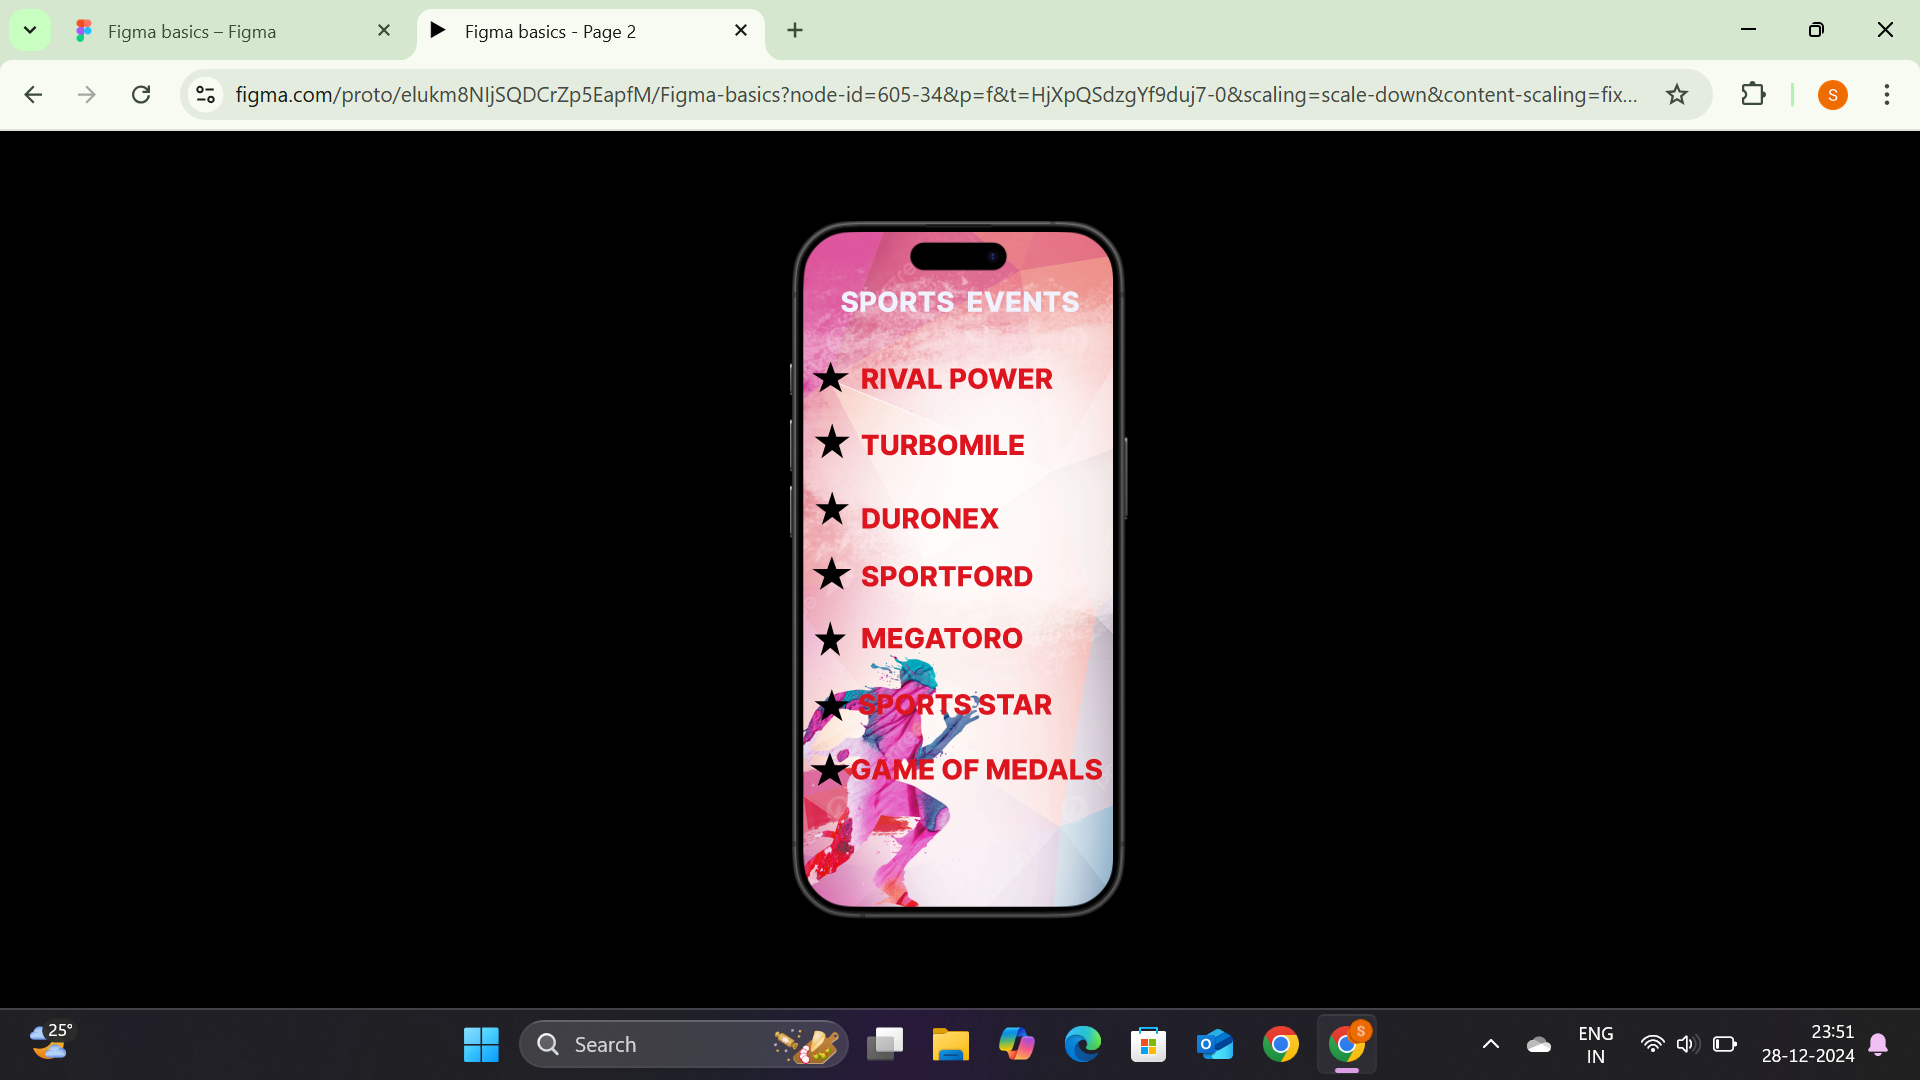 Figma basics – Figma
Figma basics - Page 2
figma.com/proto/elukm8NIjSQDCrZp5EapfM/Figma-basics?node-id=605-34&p=f&t=HjXpQSdzgYf9duj7-0&scaling=scale-down&content-scaling=fix...
S
SPORTS EVENTS
RIVAL POWER
TURBOMILE
DURONEX
SPORTFORD
MEGATORO
SPORTS STAR
GAME OF MEDALS
25°
Search
S
ENG
IN
23:51
28-12-2024